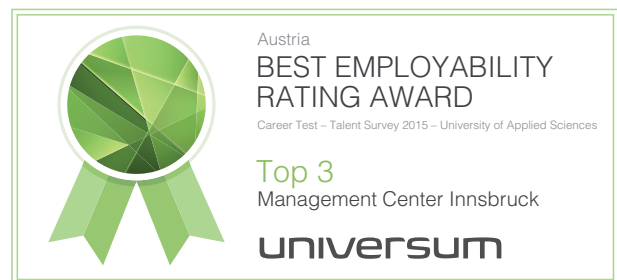 Austria
BEST EMPLOYABILITY
RATING AWARD
Career Test – Talent Survey 2015 – University of Applied Sciences
Top 3
Management Center Innsbruck
universum